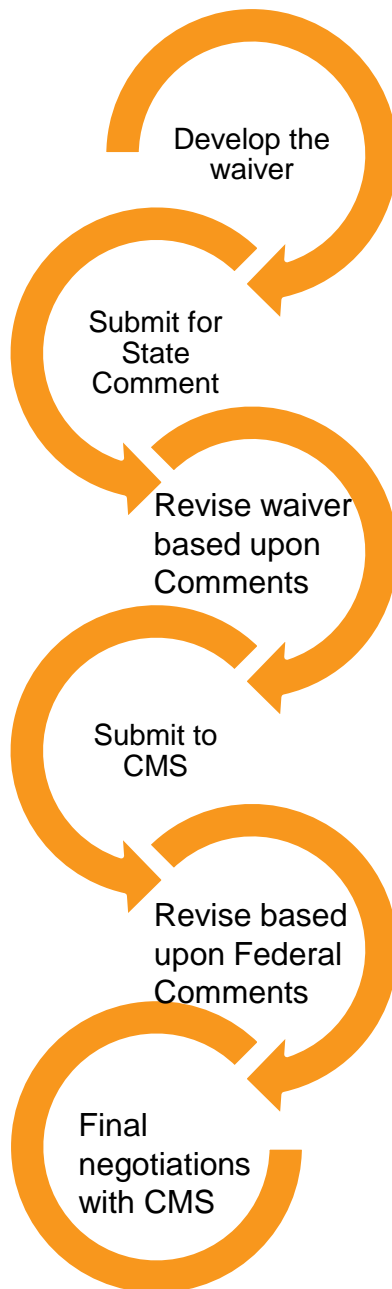 Develop the
waiver
Submit for
State
Comment
Revise waiver
based upon
Comments
Submit to
CMS
Revise based
upon Federal
Comments
Final
negotiations
with CMS